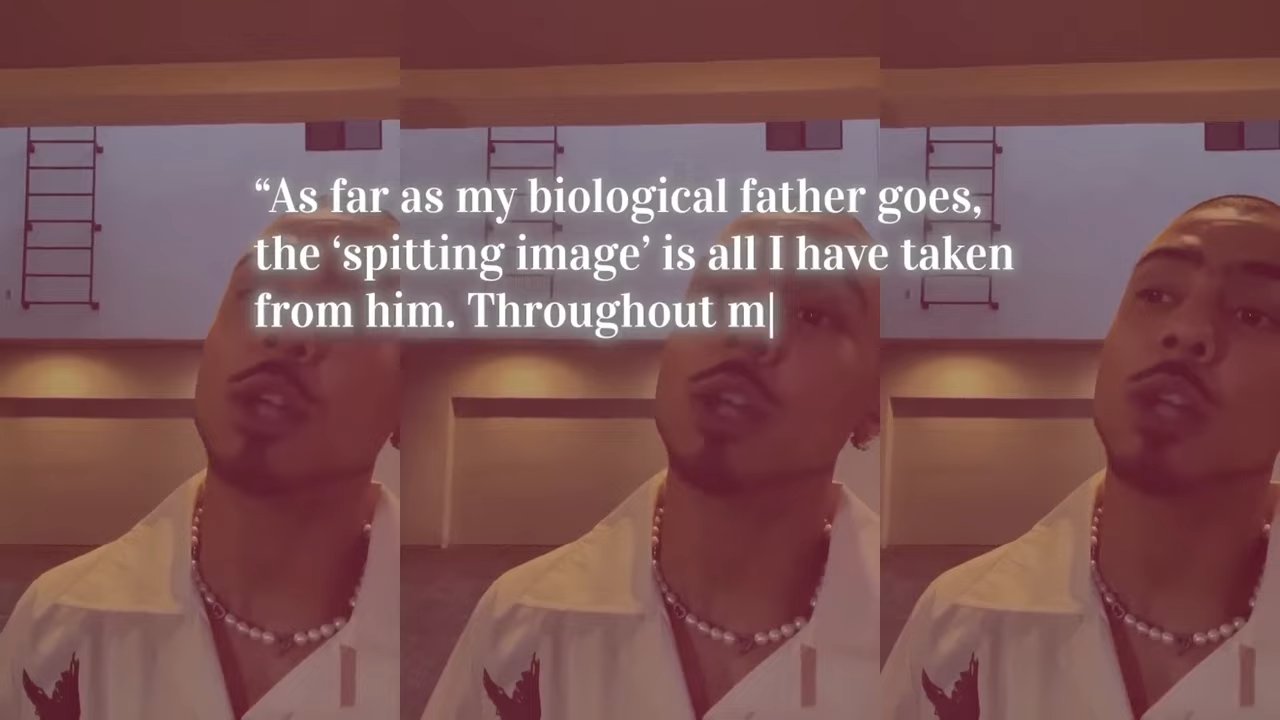 “As far as my biological father goes,
the ‘spitting image’ is all I have taken
from him. Throughout m|